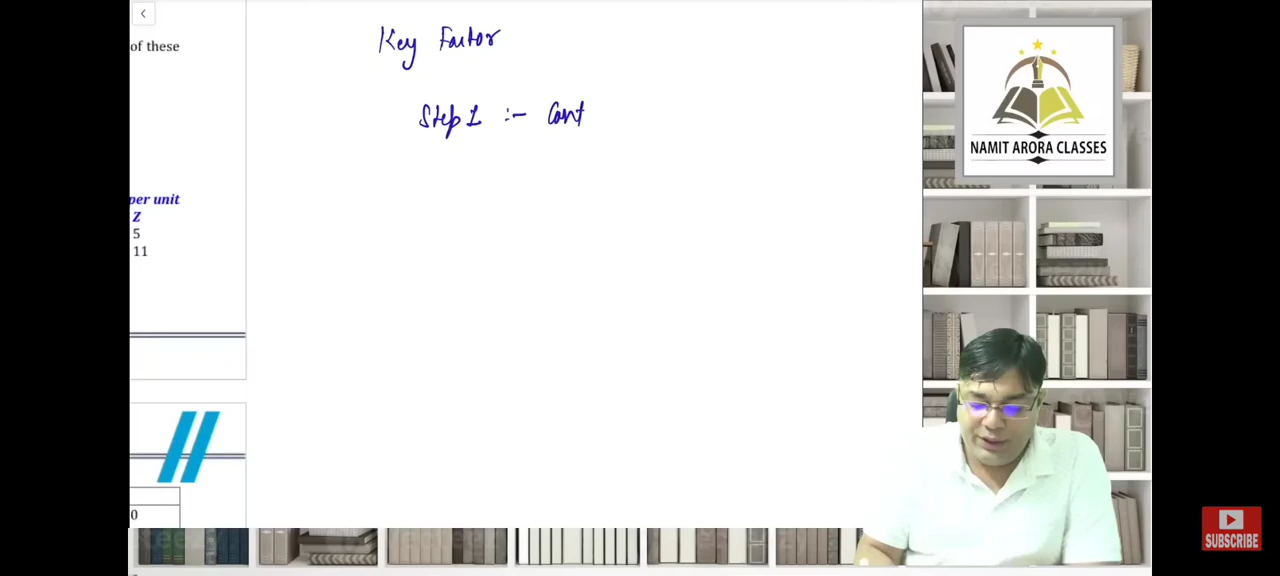 of these
Key Factor
Step 1 :- Cont
per unit
Z
5
11
0
NAMIT ARORA CLASSES
SUBSCRIBE